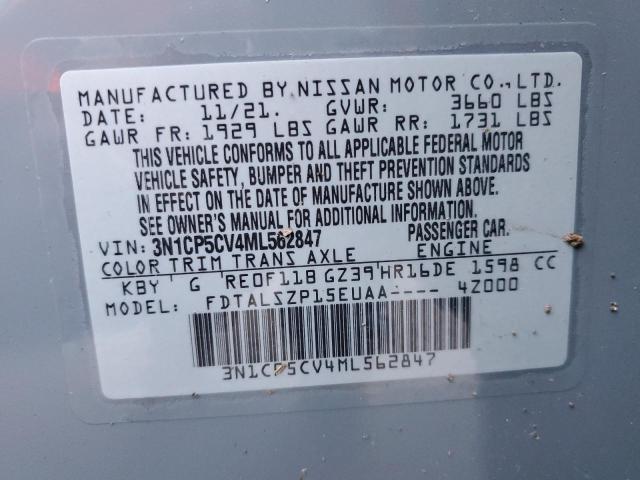 MANUFACTURED BY NISSAN MOTOR CO., LTD.
DATE: 11/21. GVWR: 3660 LBS
GAWR FR: 1929 LBS GAWR RR: 1731 LBS
THIS VEHICLE CONFORMS TO ALL APPLICABLE FEDERAL MOTOR
VEHICLE SAFETY, BUMPER AND THEFT PREVENTION STANDARDS
IN EFFECT ON THE DATE OF MANUFACTURE SHOWN ABOVE.
SEE OWNER'S MANUAL FOR ADDITIONAL INFORMATION.
VIN: 3N1CP5CV4ML562847 PASSENGER CAR.
COLOR TRIM TRANS AXLE ENGINE
KBY G RE0F11B GZ39 HR16DE 1598 CC
MODEL: FDTALSZP15EUAA---- 4Z000
3N1CP5CV4ML562847